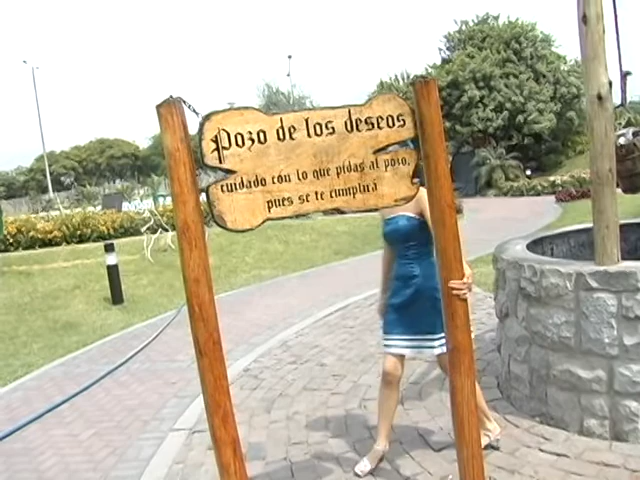 Pozo de los deseos
cuidado con lo que pidas al pozo,
pues se te cumplirá